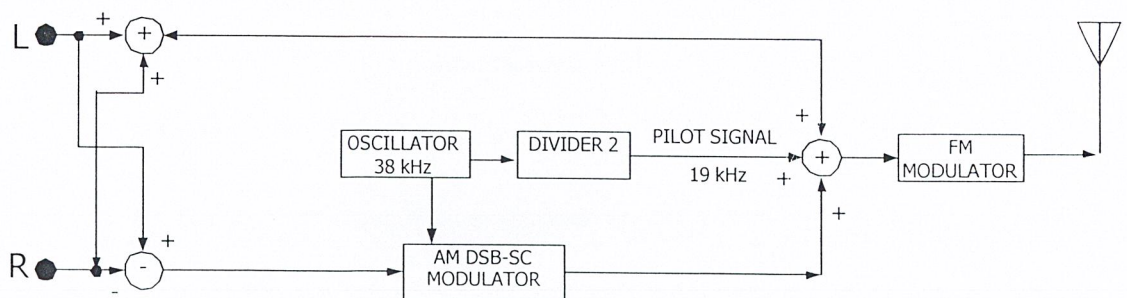 L
+
+
+
OSCILLATOR
38 kHz
DIVIDER 2
PILOT SIGNAL
19 kHz
+
+
+
+
FM
MODULATOR
R
+
-
-
AM DSB-SC
MODULATOR